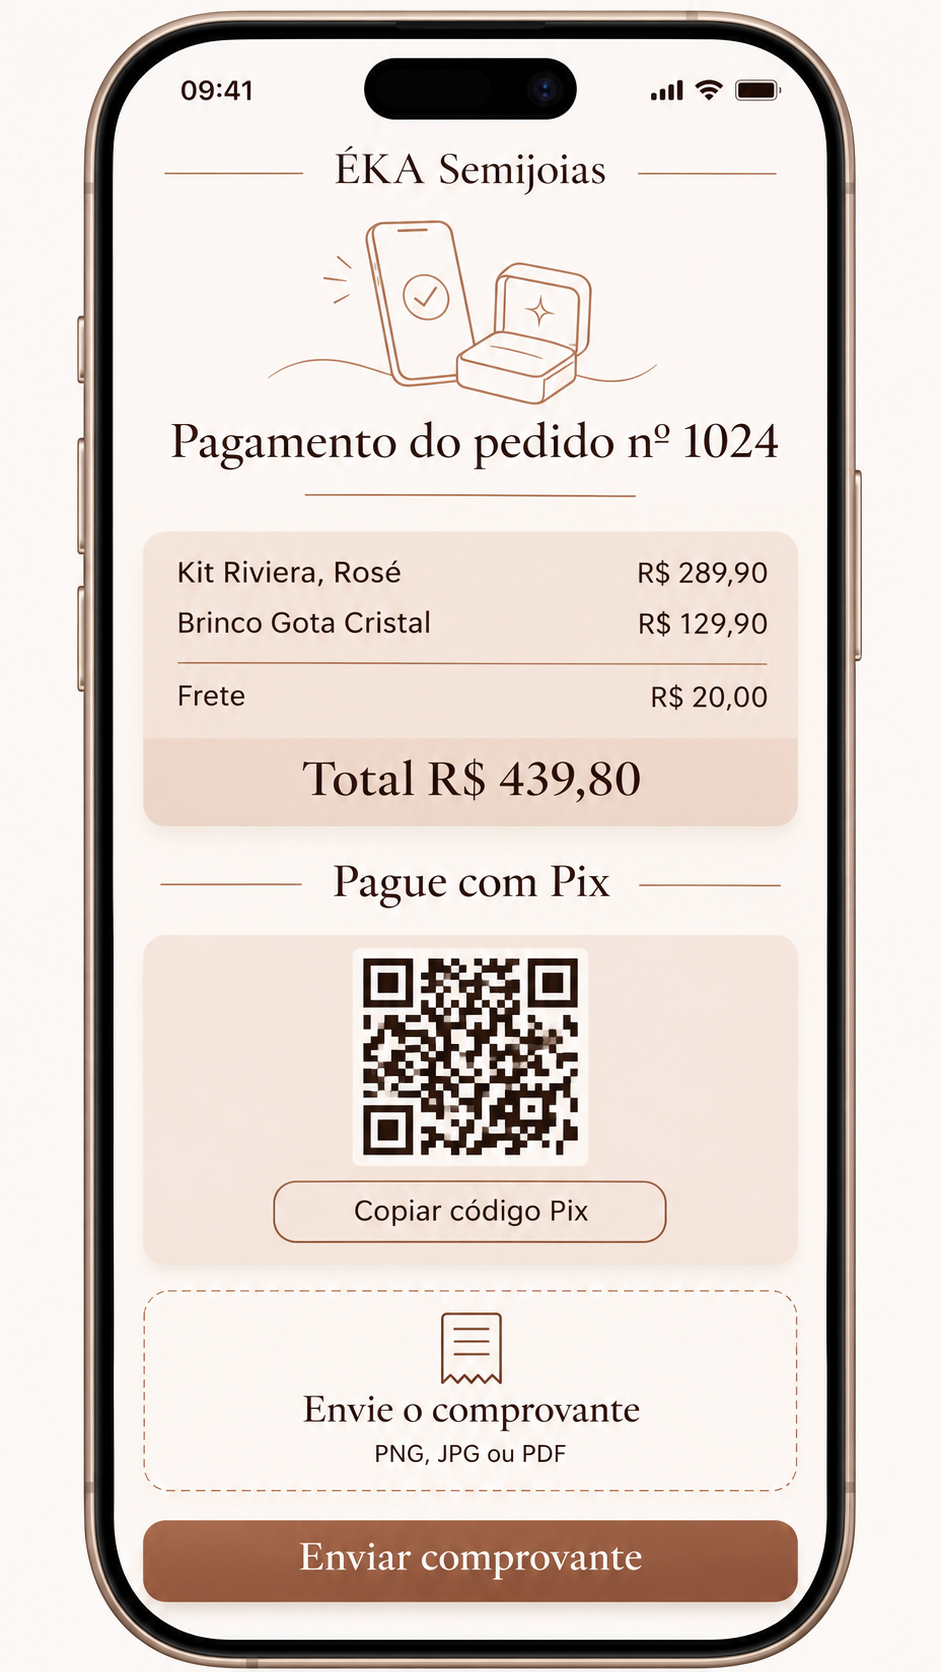 09:41
ÉKA Semijoias
Pagamento do pedido nº 1024
Kit Riviera, Rosé R$ 289,90
Brinco Gota Cristal R$ 129,90
Frete R$ 20,00
Total R$ 439,80
Pague com Pix
Copiar código Pix
Envie o comprovante
PNG, JPG ou PDF
Enviar comprovante